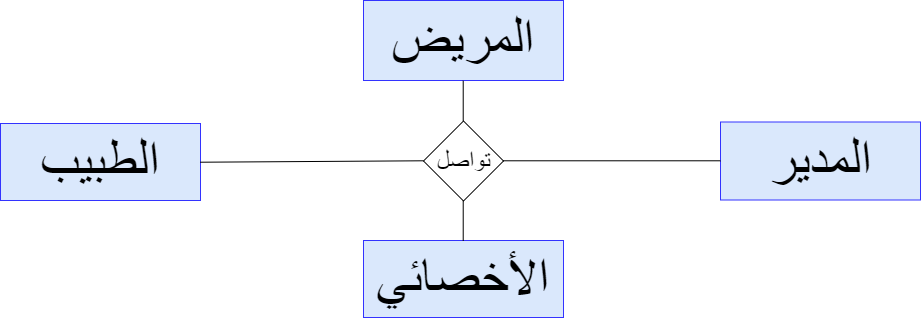 المريض
المدير
تواصل
الطبيب
الأخصائي